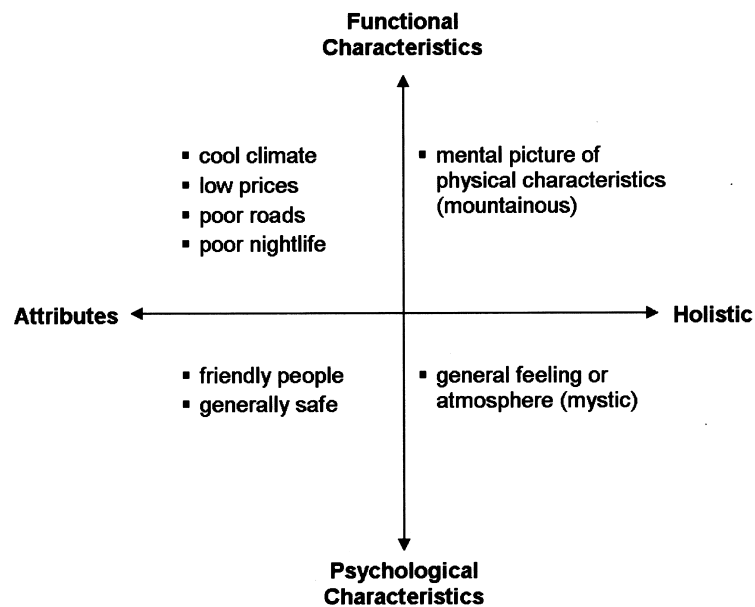 Functional
Characteristics
▪ cool climate
▪ low prices
▪ poor roads
▪ poor nightlife
▪ mental picture of
physical characteristics
(mountainous)
Attributes
Holistic
▪ friendly people
▪ generally safe
▪ general feeling or
atmosphere (mystic)
Psychological
Characteristics